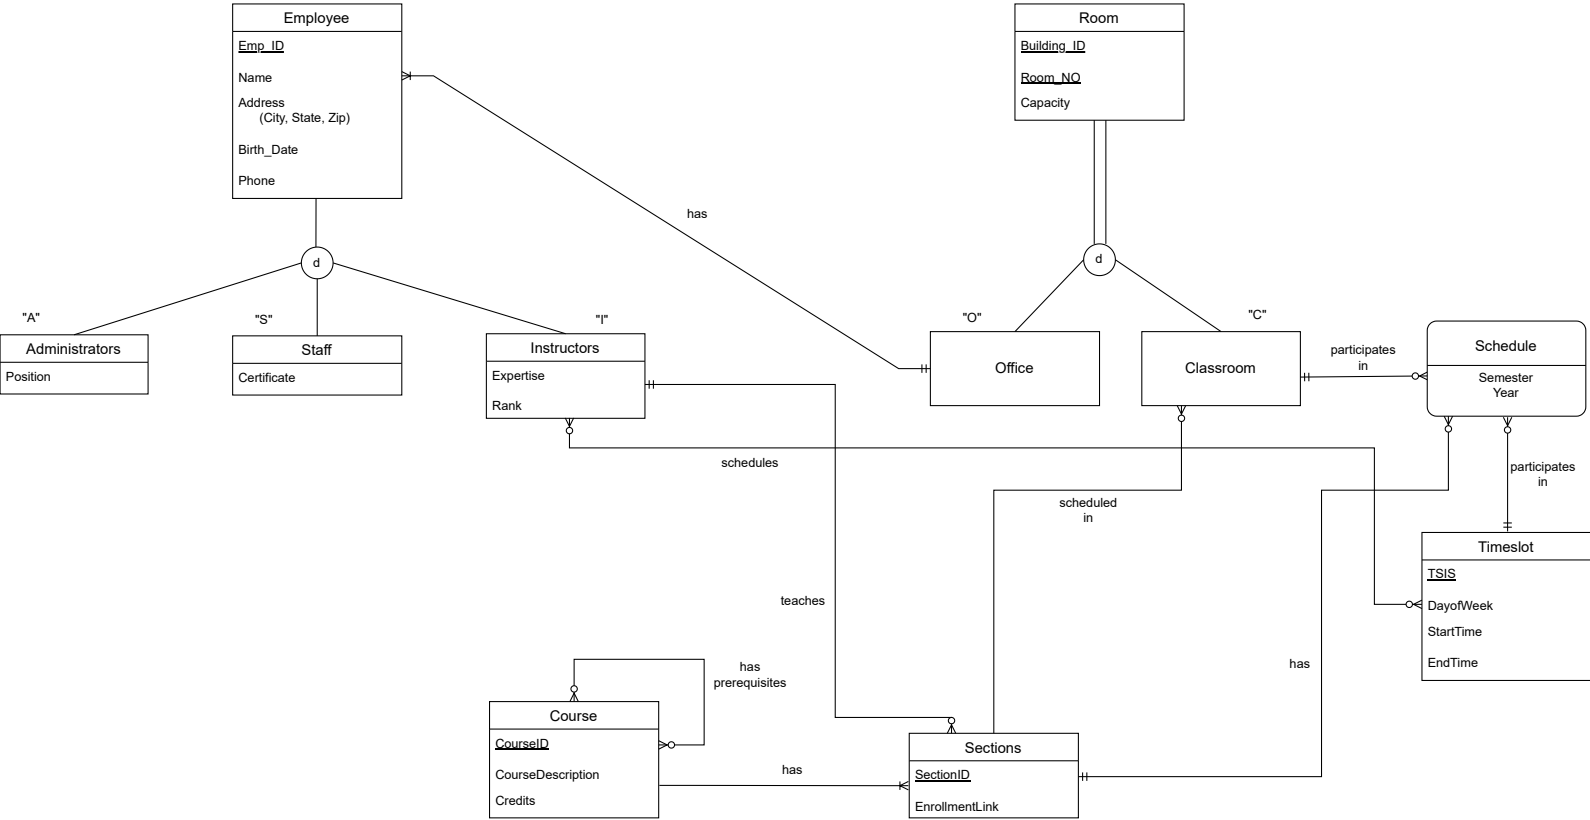 Employee
Emp_ID
Name
Address
(City, State, Zip)
Birth_Date
Phone
Room
Building_ID
Room_NO
Capacity
has
d
d
"A"
"S"
"I"
"O"
"C"
Administrators
Position
Staff
Certificate
Instructors
Expertise
Rank
Office
Classroom
participates
in
Schedule
Semester
Year
schedules
scheduled
in
participates
in
Timeslot
TSIS
DayofWeek
StartTime
EndTime
teaches
has
has
prerequisites
Course
CourseID
CourseDescription
Credits
has
Sections
SectionID
EnrollmentLink